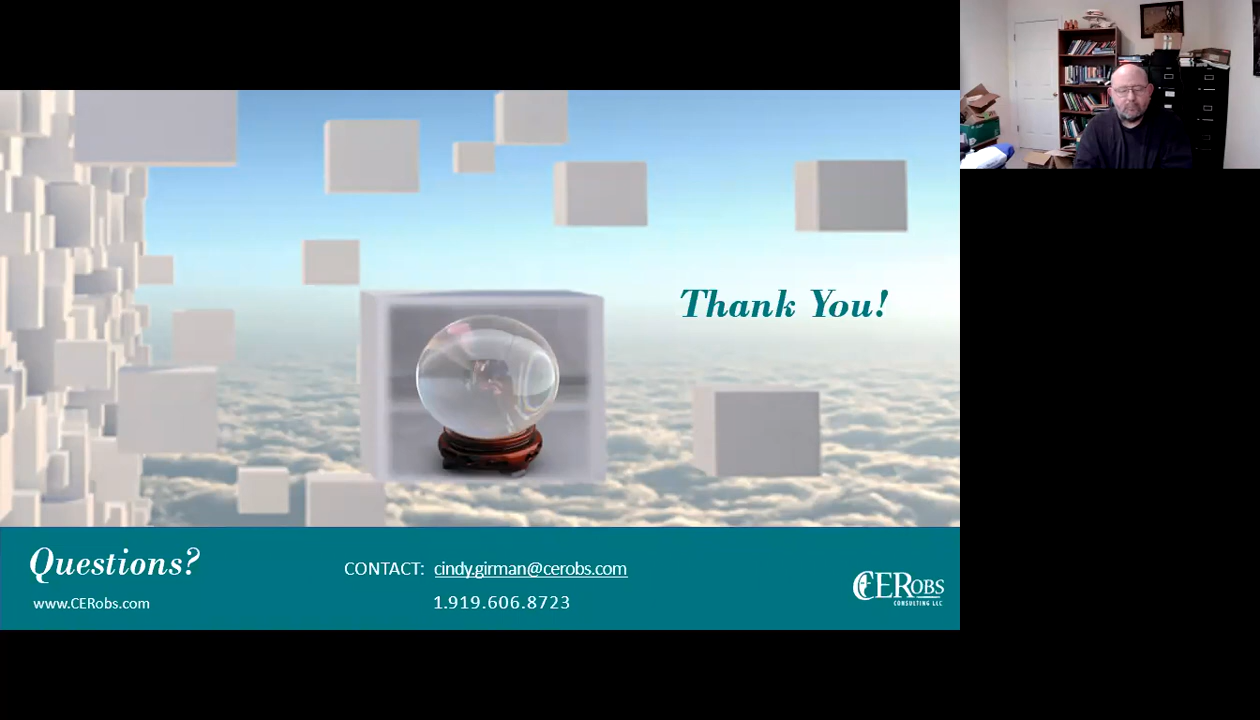 Thank You!
Questions?
www.CERobs.com
CONTACT: cindy.girman@cerobs.com
1.919.606.8723
CEROBS
CONSULTING LLC